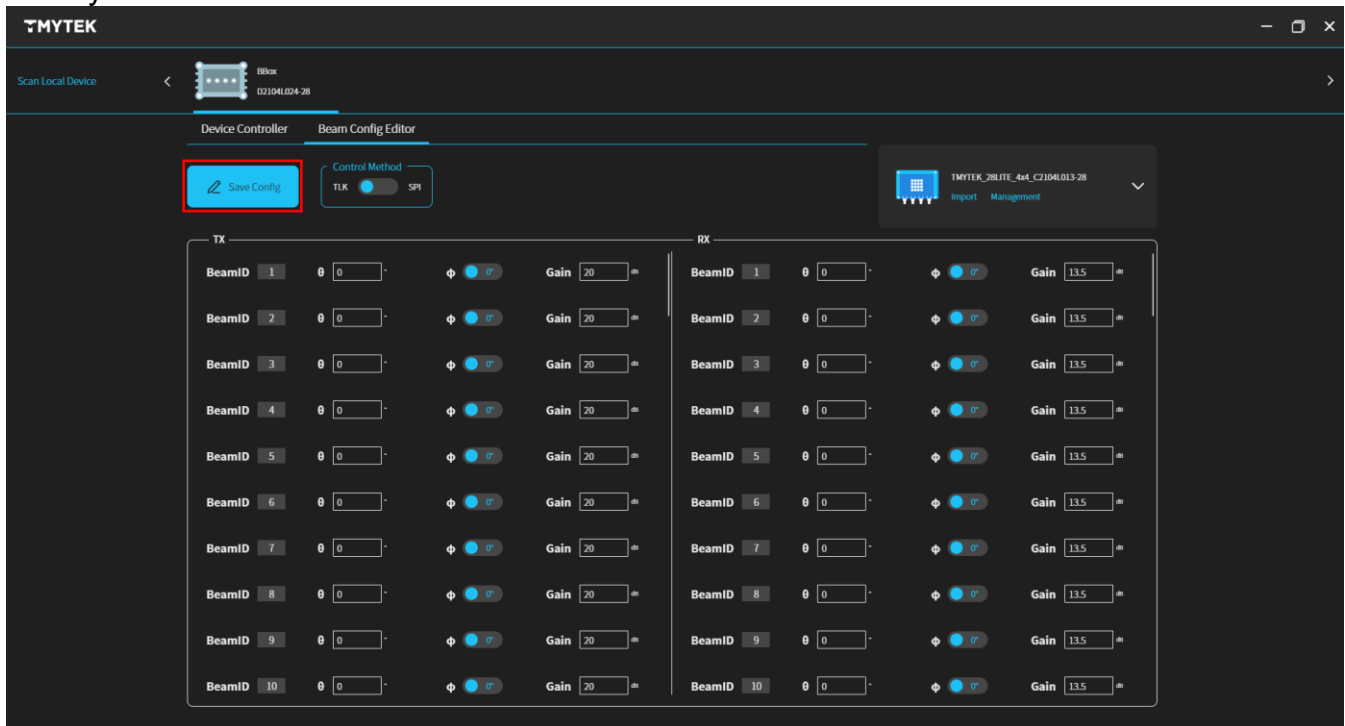 TMYTEK
Scan Local Device
BBox
D2104L024-28
Device Controller Beam Config Editor
Save Config
Control Method
TLK SPI
TMYTEK_28LITE_4x4_C2104L013-28
Import Management
TX RX
BeamID 1 θ 0 ° ϕ 0° Gain 20 dB BeamID 1 θ 0 ° ϕ 0° Gain 13.5 dB
BeamID 2 θ 0 ° ϕ 0° Gain 20 dB BeamID 2 θ 0 ° ϕ 0° Gain 13.5 dB
BeamID 3 θ 0 ° ϕ 0° Gain 20 dB BeamID 3 θ 0 ° ϕ 0° Gain 13.5 dB
BeamID 4 θ 0 ° ϕ 0° Gain 20 dB BeamID 4 θ 0 ° ϕ 0° Gain 13.5 dB
BeamID 5 θ 0 ° ϕ 0° Gain 20 dB BeamID 5 θ 0 ° ϕ 0° Gain 13.5 dB
BeamID 6 θ 0 ° ϕ 0° Gain 20 dB BeamID 6 θ 0 ° ϕ 0° Gain 13.5 dB
BeamID 7 θ 0 ° ϕ 0° Gain 20 dB BeamID 7 θ 0 ° ϕ 0° Gain 13.5 dB
BeamID 8 θ 0 ° ϕ 0° Gain 20 dB BeamID 8 θ 0 ° ϕ 0° Gain 13.5 dB
BeamID 9 θ 0 ° ϕ 0° Gain 20 dB BeamID 9 θ 0 ° ϕ 0° Gain 13.5 dB
BeamID 10 θ 0 ° ϕ 0° Gain 20 dB BeamID 10 θ 0 ° ϕ 0° Gain 13.5 dB